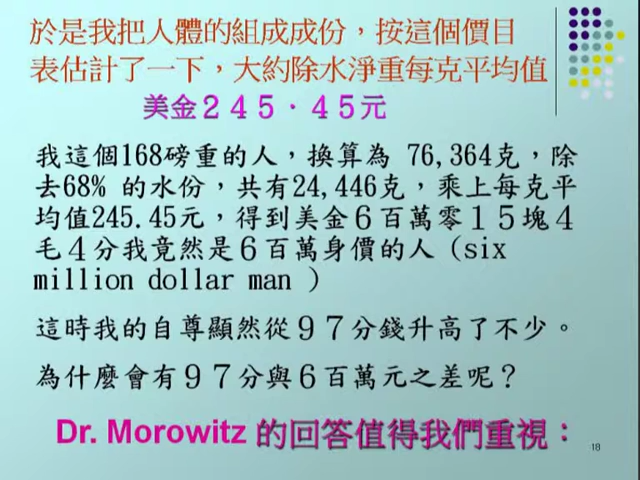 於是我把人體的組成成份，按這個價目
表估計了一下，大約除水淨重每克平均值
美金２４５．４５元
我這個168磅重的人，換算為 76,364克，除
去68% 的水份，共有24,446克，乘上每克平
均值245.45元，得到美金６百萬零１５塊４
毛４分我竟然是６百萬身價的人 (six
million dollar man )
這時我的自尊顯然從９７分錢升高了不少。
為什麼會有９７分與６百萬元之差呢？
Dr. Morowitz 的回答值得我們重視：
18